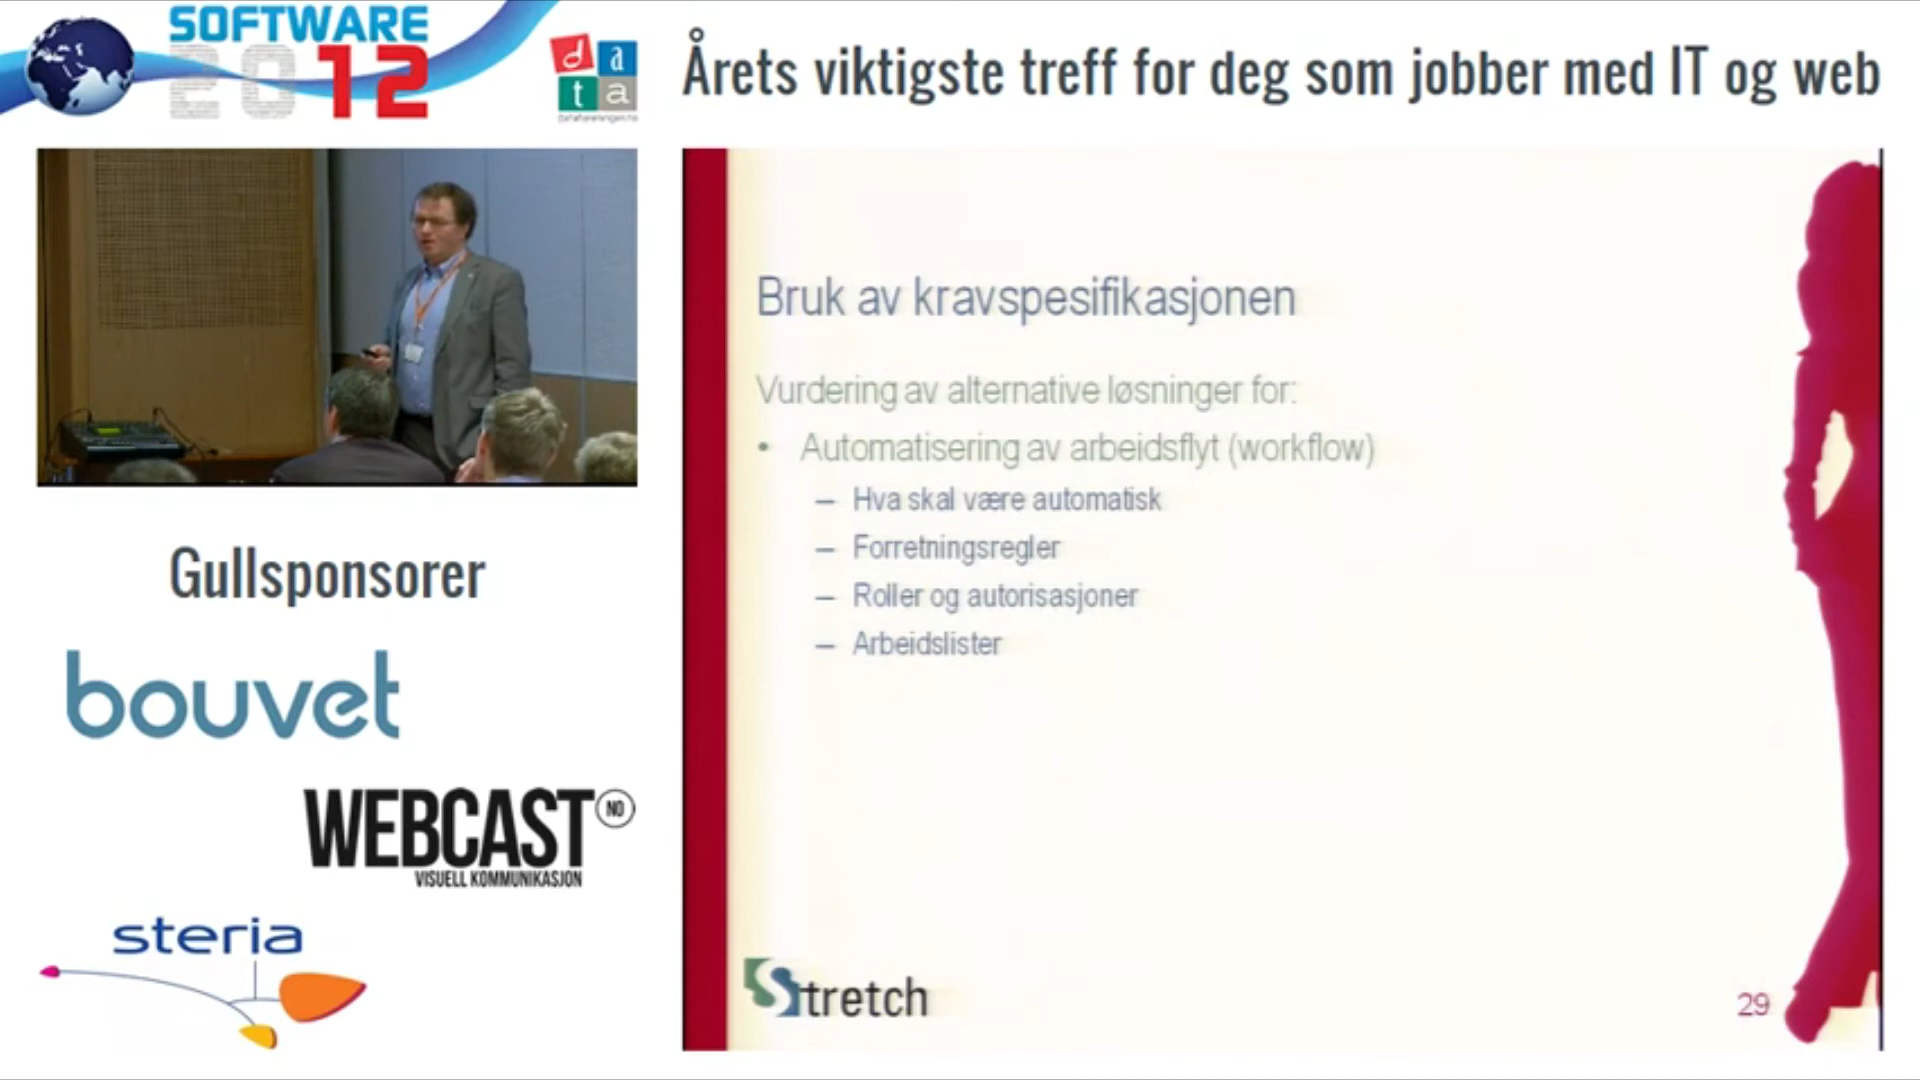 SOFTWARE
2012
data
Årets viktigste treff for deg som jobber med IT og web
Bruk av kravspesifikasjonen
Vurdering av alternative løsninger for:
• Automatisering av arbeidsflyt (workflow)
– Hva skal være automatisk
– Forretningsregler
– Roller og autorisasjoner
– Arbeidslister
Stretch
29
Gullsponsorer
bouvet
WEBCAST NO
VISUELL KOMMUNIKASJON
steria